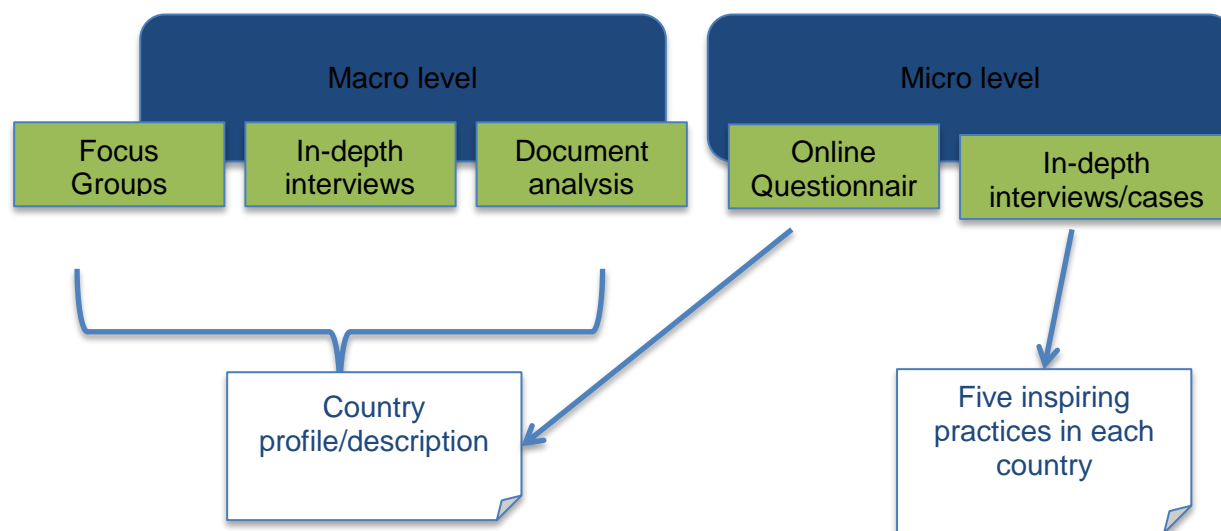 Macro level
Micro level
Focus
Groups
In-depth
interviews
Document
analysis
Online
Questionnair
In-depth
interviews/cases
Country
profile/description
Five inspiring
practices in each
country